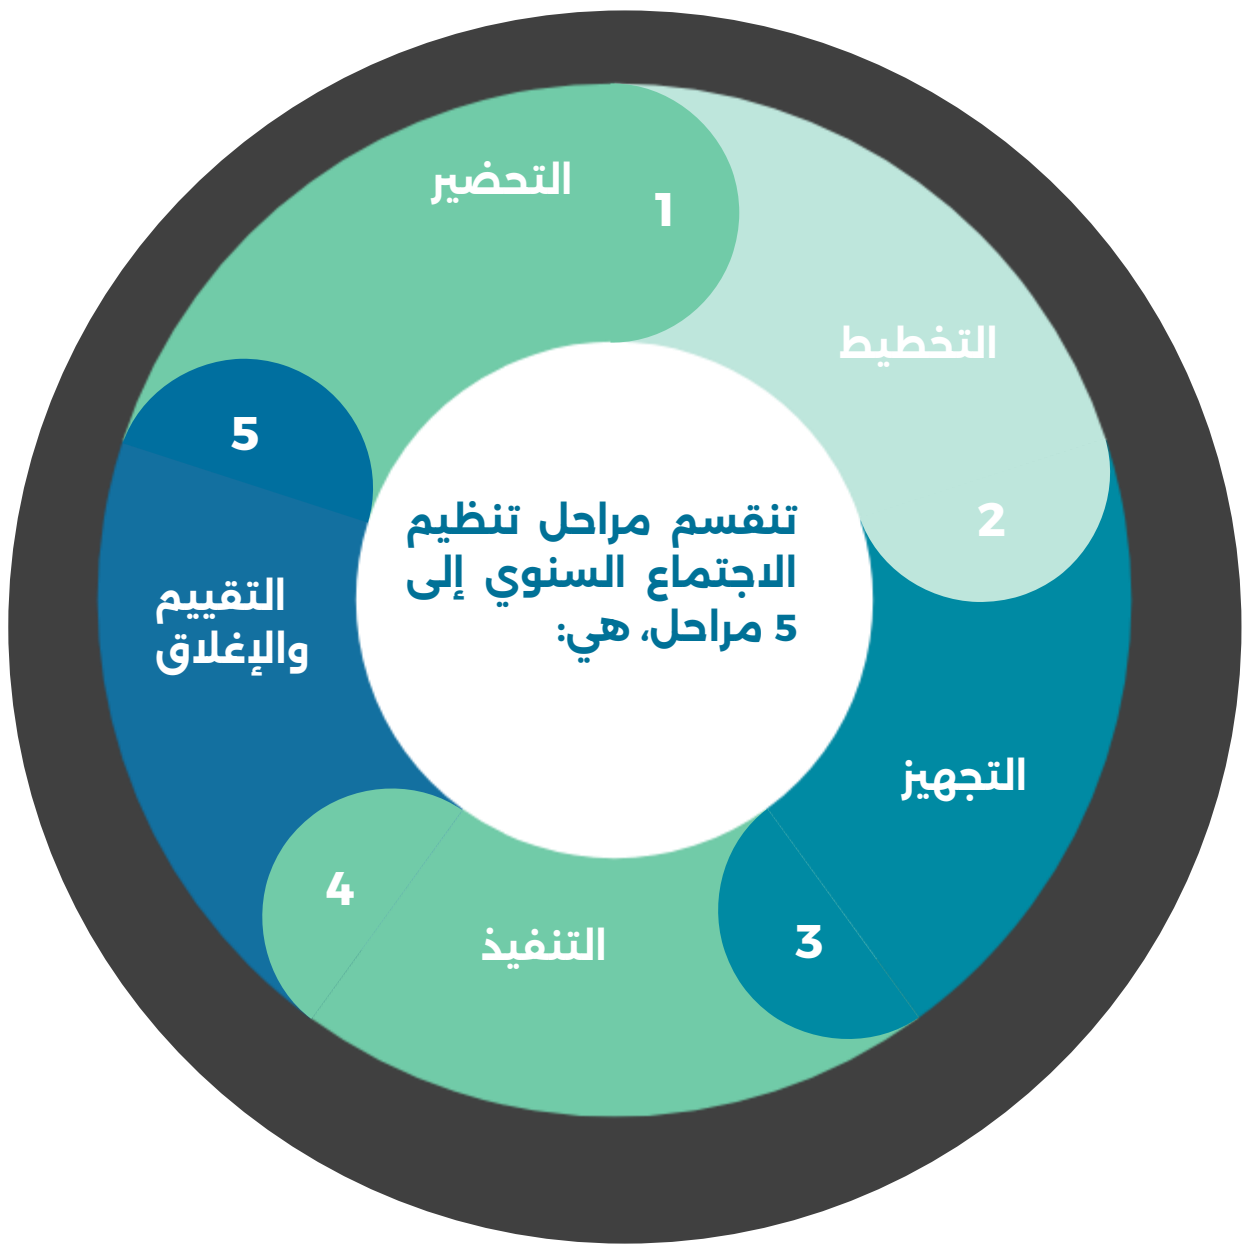 تنقسم مراحل تنظيم
الاجتماع السنوي إلى
5 مراحل، هي:
1
التحضير
2
التخطيط
3
التجهيز
4
التنفيذ
5
التقييم
والإغلاق